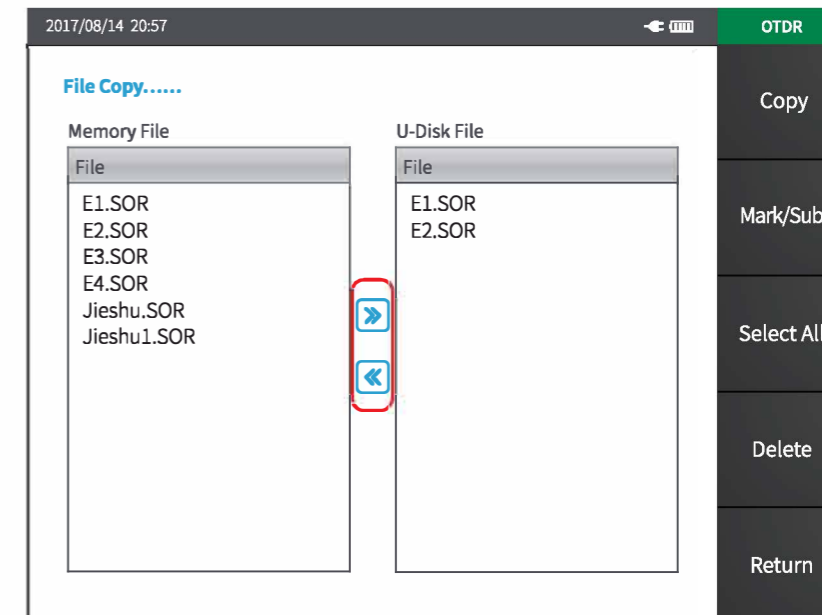 2017/08/14 20:57
OTDR
File Copy......
Copy
Memory File
U-Disk File
File
File
E1.SOR
E2.SOR
E3.SOR
E4.SOR
Jieshu.SOR
Jieshu1.SOR
E1.SOR
E2.SOR
Mark/Sub
Select All
Delete
Return